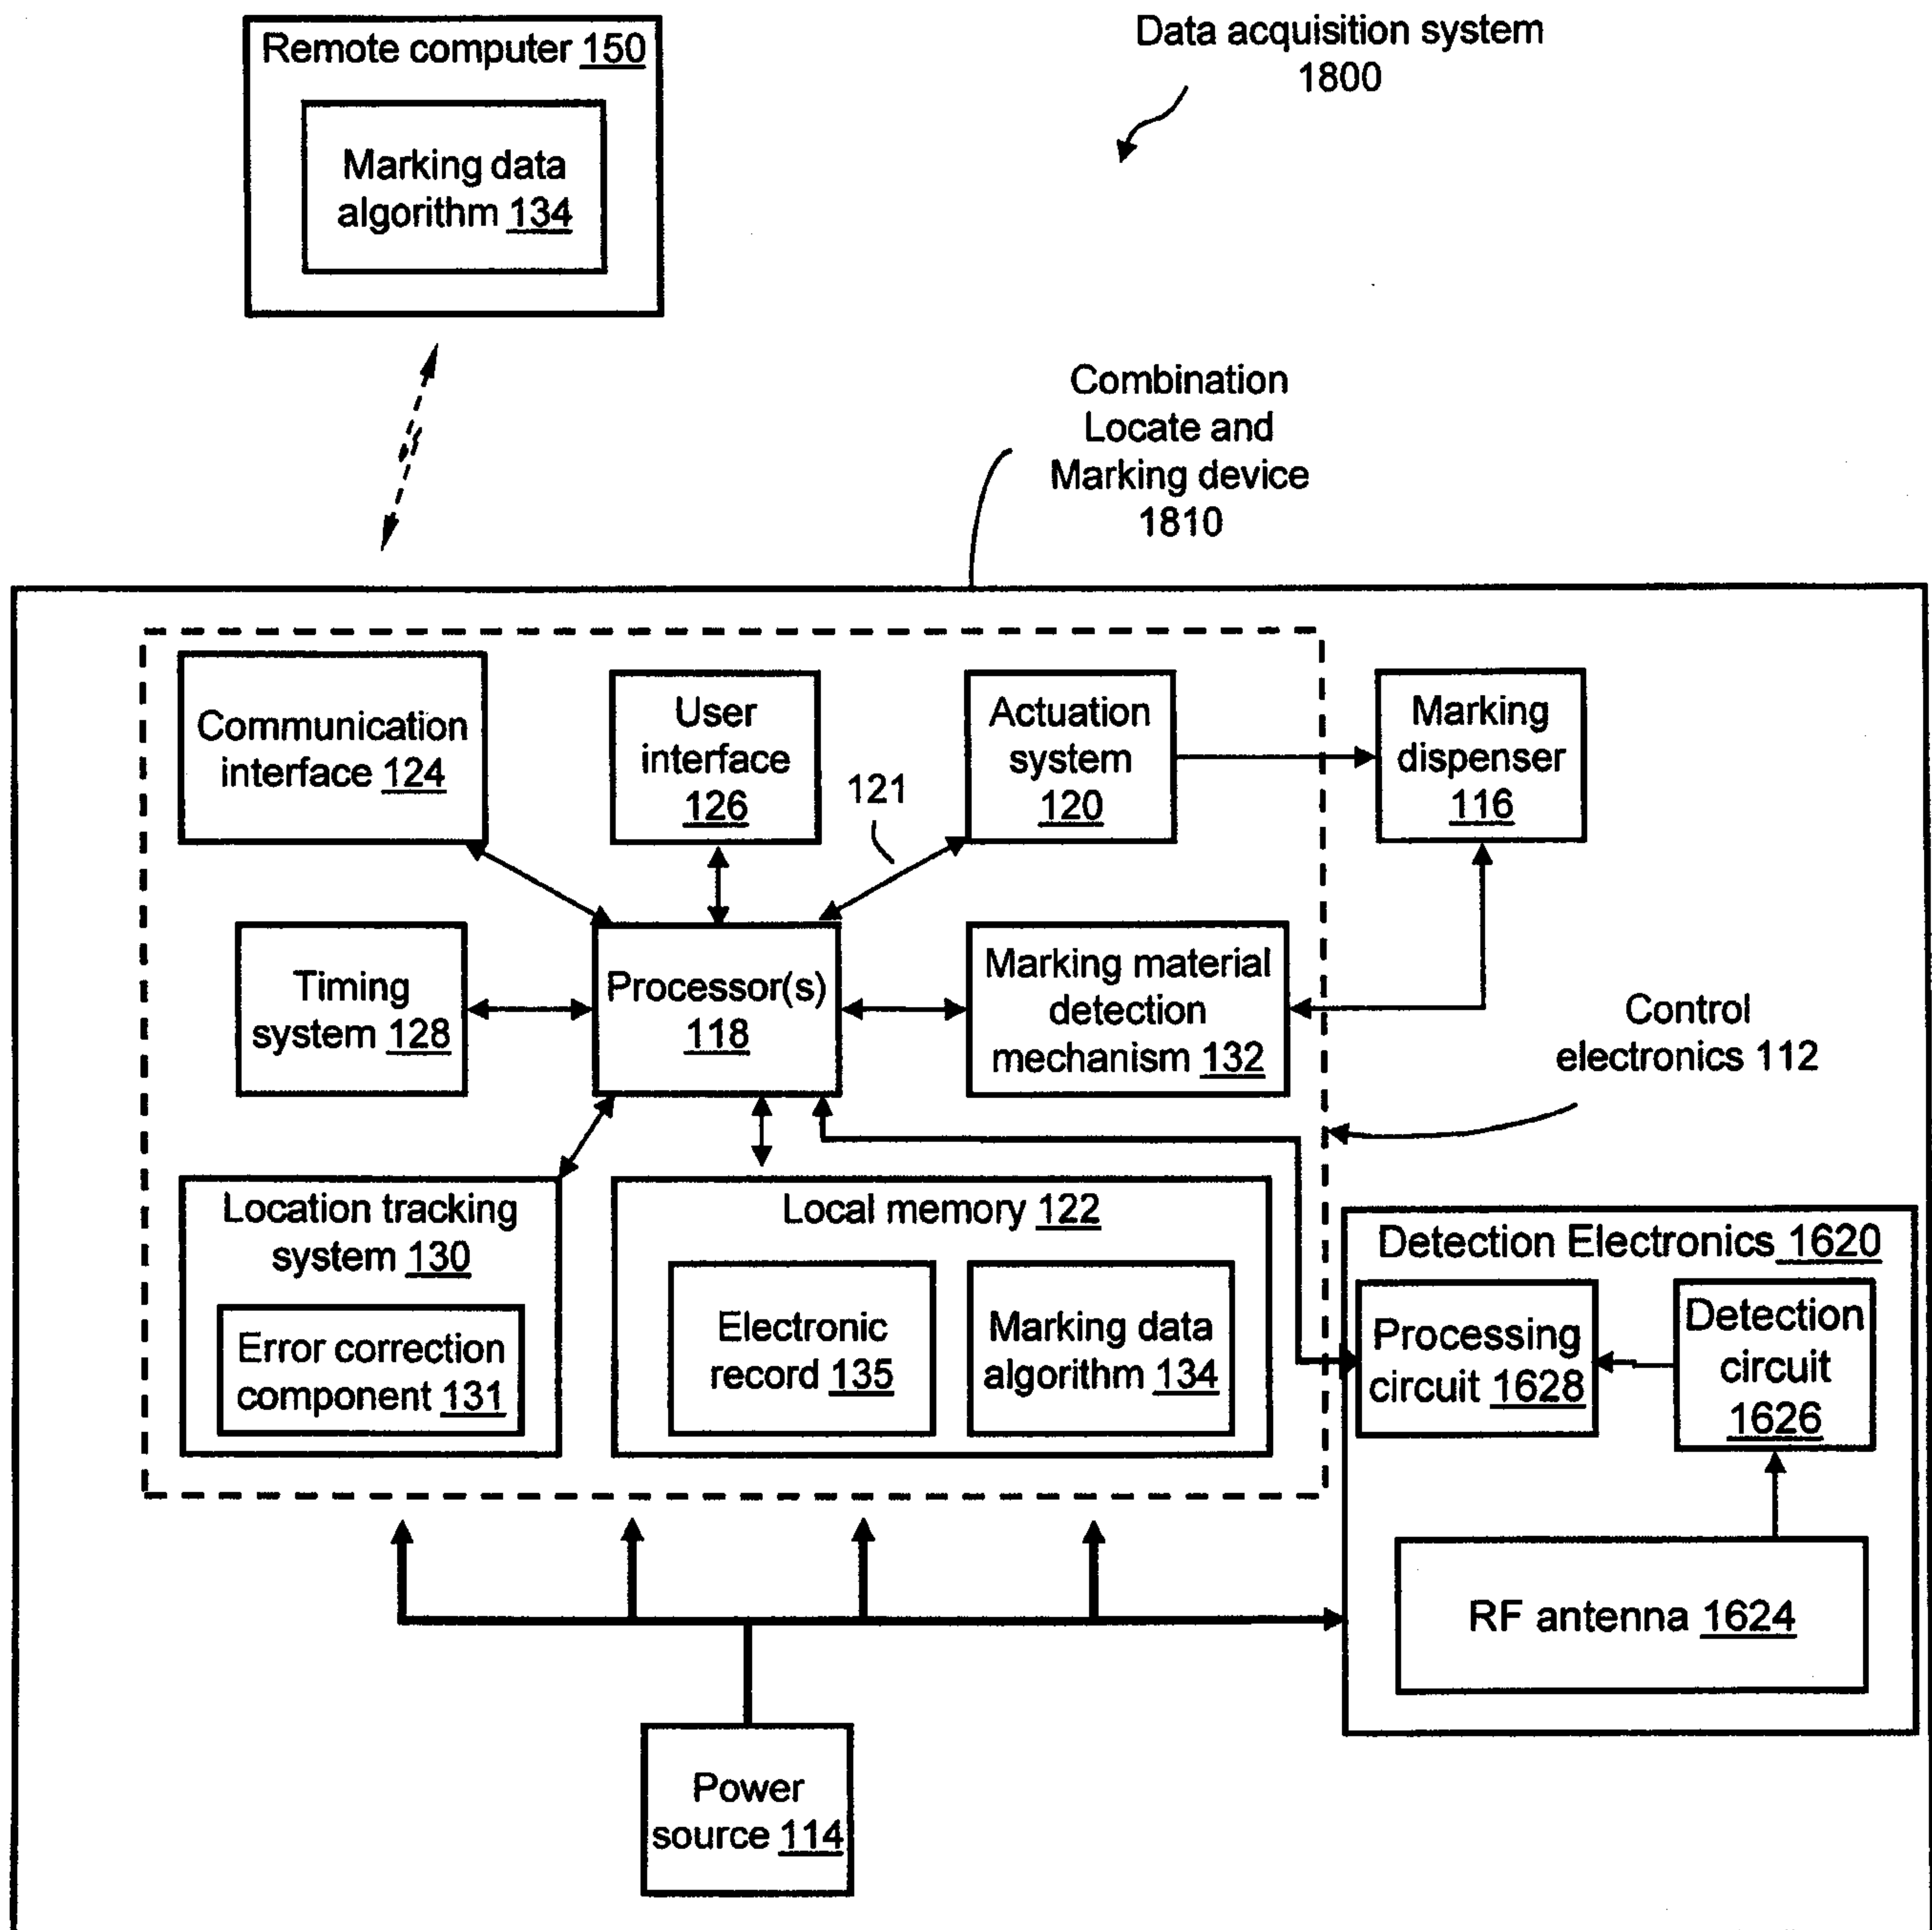 Remote computer 150
Marking data
algorithm 134
Data acquisition system
1800
Combination
Locate and
Marking device
1810
Communication
interface 124
User
interface
126
Actuation
system
120
Marking
dispenser
116
121
Timing
system 128
Processor(s)
118
Marking material
detection
mechanism 132
Control
electronics 112
Location tracking
system 130
Error correction
component 131
Local memory 122
Electronic
record 135
Marking data
algorithm 134
Detection Electronics 1620
Processing
circuit 1628
Detection
circuit
1626
RF antenna 1624
Power
source 114